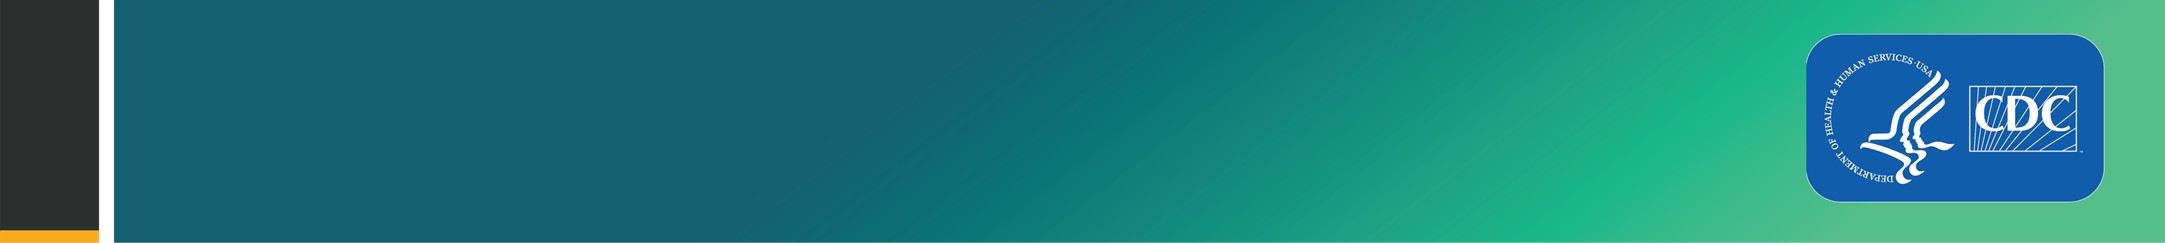 DEPARTMENT OF HEALTH & HUMAN SERVICES·USA
CDC